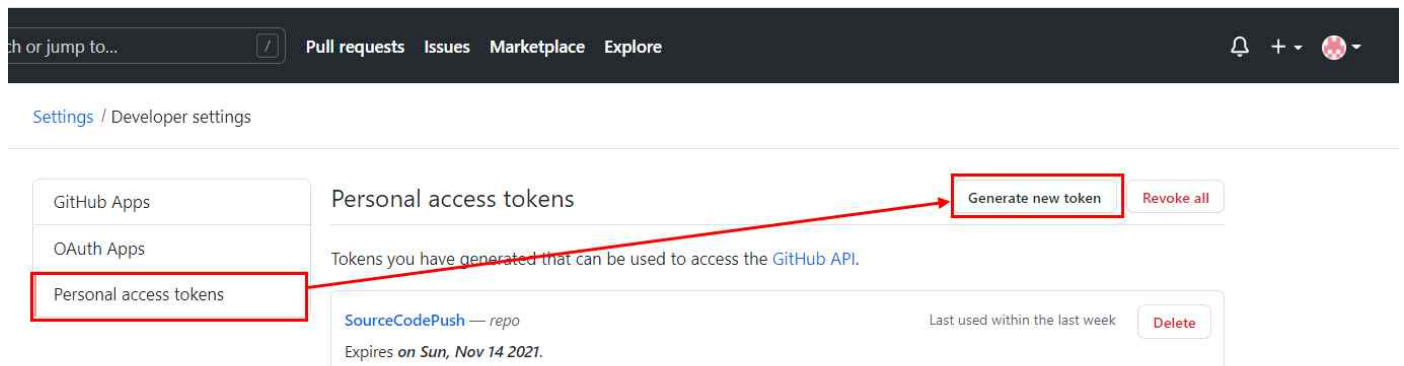 ch or jump to... / Pull requests Issues Marketplace Explore
Settings / Developer settings
GitHub Apps
OAuth Apps
Personal access tokens
Personal access tokens
Generate new token
Revoke all
Tokens you have generated that can be used to access the GitHub API.
SourceCodePush — repo
Last used within the last week
Delete
Expires on Sun, Nov 14 2021.